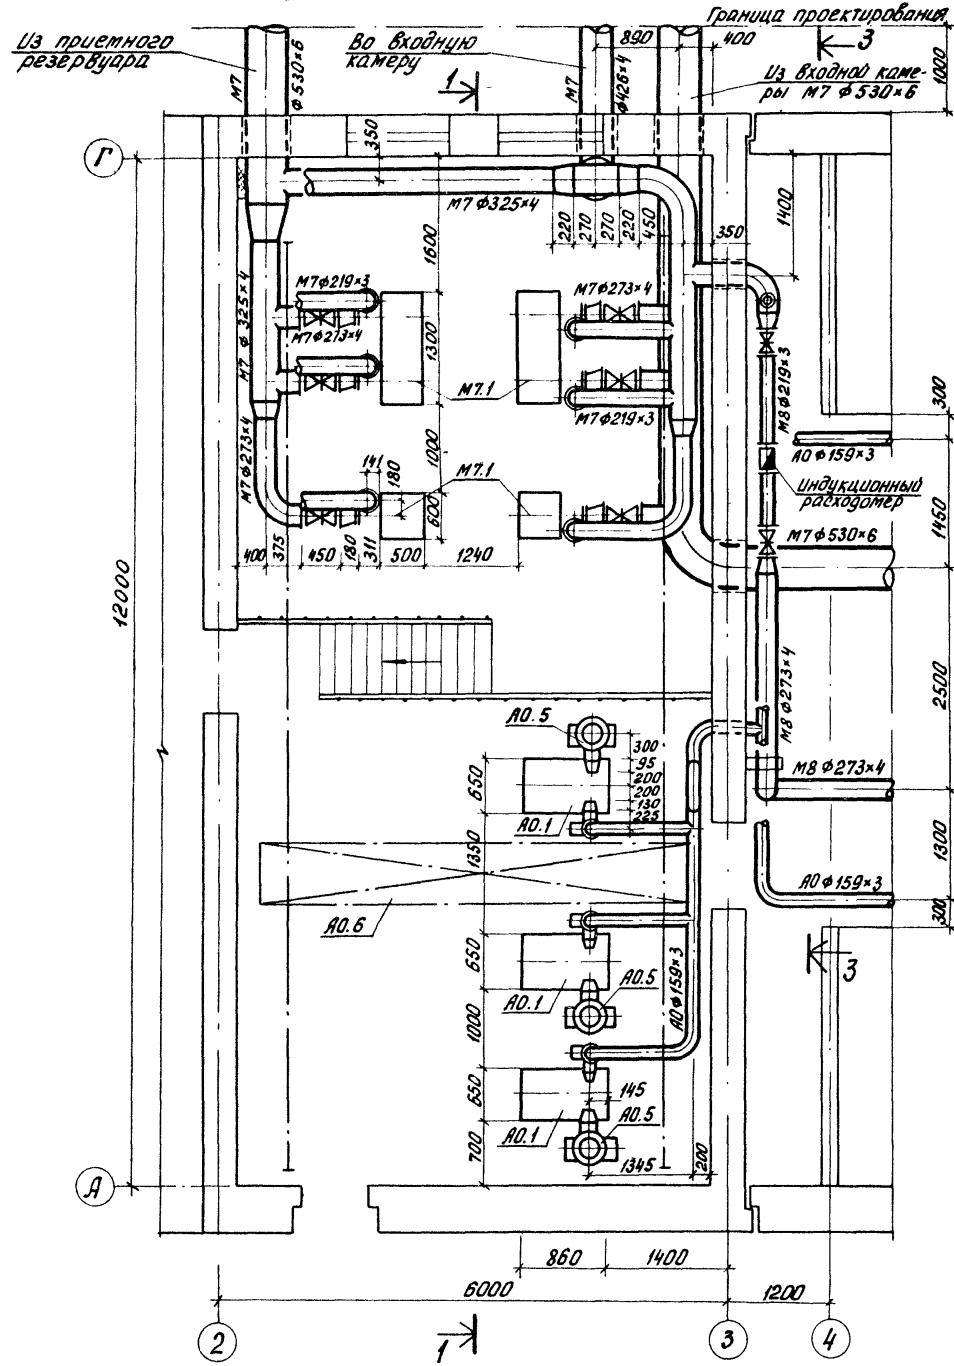 Граница проектирования
Из приемного
резервуара
Во входную
камеру
890
400
3
1000
М7
ф530×6
М7
ф426×4
Из входной каме-
ры М7 ф530×6
1
350
Г
М7 ф325×4
220
270
270
220
450
350
1400
1600
М7ф219×3
М7ф273×4
М7 ф325×4
М7ф273×4
1300
М7.1
М7ф219×3
М8ф219×3
300
АО ф159×3
М7ф273×4
1000
141
180
М7.1
600
Индукционный
расходомер
1450
М7ф530×6
400
375
450
180
311
500
1240
12000
2500
М8 ф273×4
АО.5
300
95
200
200
130
225
650
АО.1
М8 ф273×4
1350
1300
АО ф159×3
АО.6
300
650
АО.5
АО.1
АО ф159×3
3
1000
650
145
АО.1
АО.5
700
1345
200
А
860
1400
6000
1200
2
1
3
4